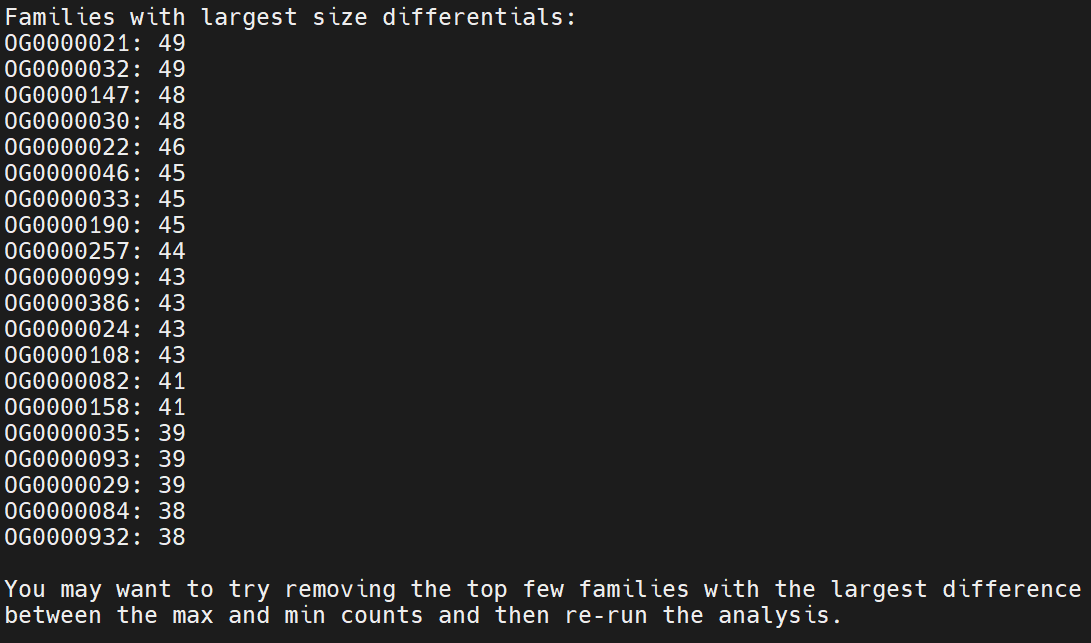 Families with largest size differentials:
OG0000021: 49
OG0000032: 49
OG0000147: 48
OG0000030: 48
OG0000022: 46
OG0000046: 45
OG0000033: 45
OG0000190: 45
OG0000257: 44
OG0000099: 43
OG0000386: 43
OG0000024: 43
OG0000108: 43
OG0000082: 41
OG0000158: 41
OG0000035: 39
OG0000093: 39
OG0000029: 39
OG0000084: 38
OG0000932: 38
You may want to try removing the top few families with the largest difference
between the max and min counts and then re-run the analysis.